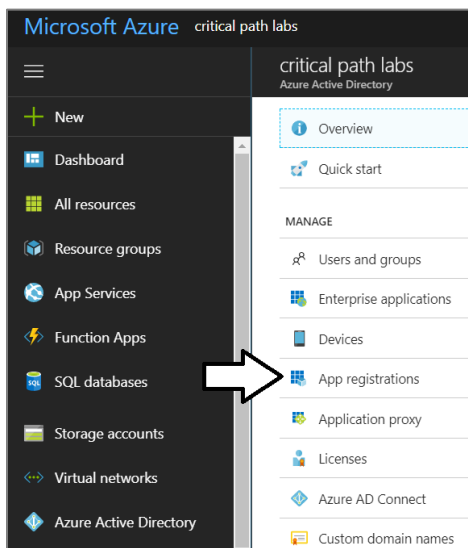 Microsoft Azure critical path labs
New
Dashboard
All resources
Resource groups
App Services
Function Apps
SQL databases
Storage accounts
Virtual networks
Azure Active Directory
critical path labs
Azure Active Directory
Overview
Quick start
MANAGE
Users and groups
Enterprise applications
Devices
App registrations
Application proxy
Licenses
Azure AD Connect
Custom domain names